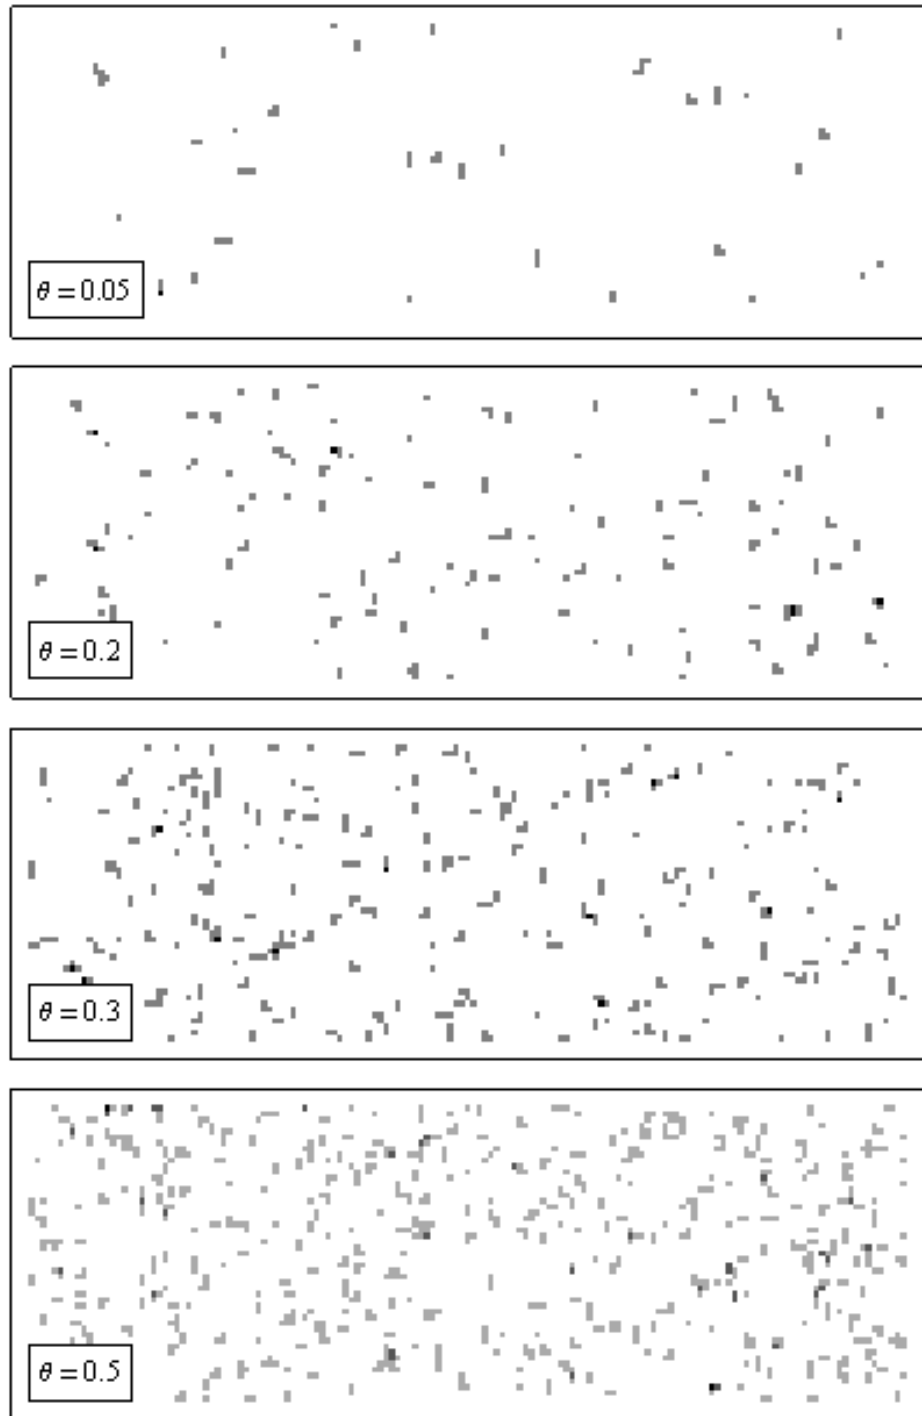 θ = 0.05
θ = 0.2
θ = 0.3
θ = 0.5